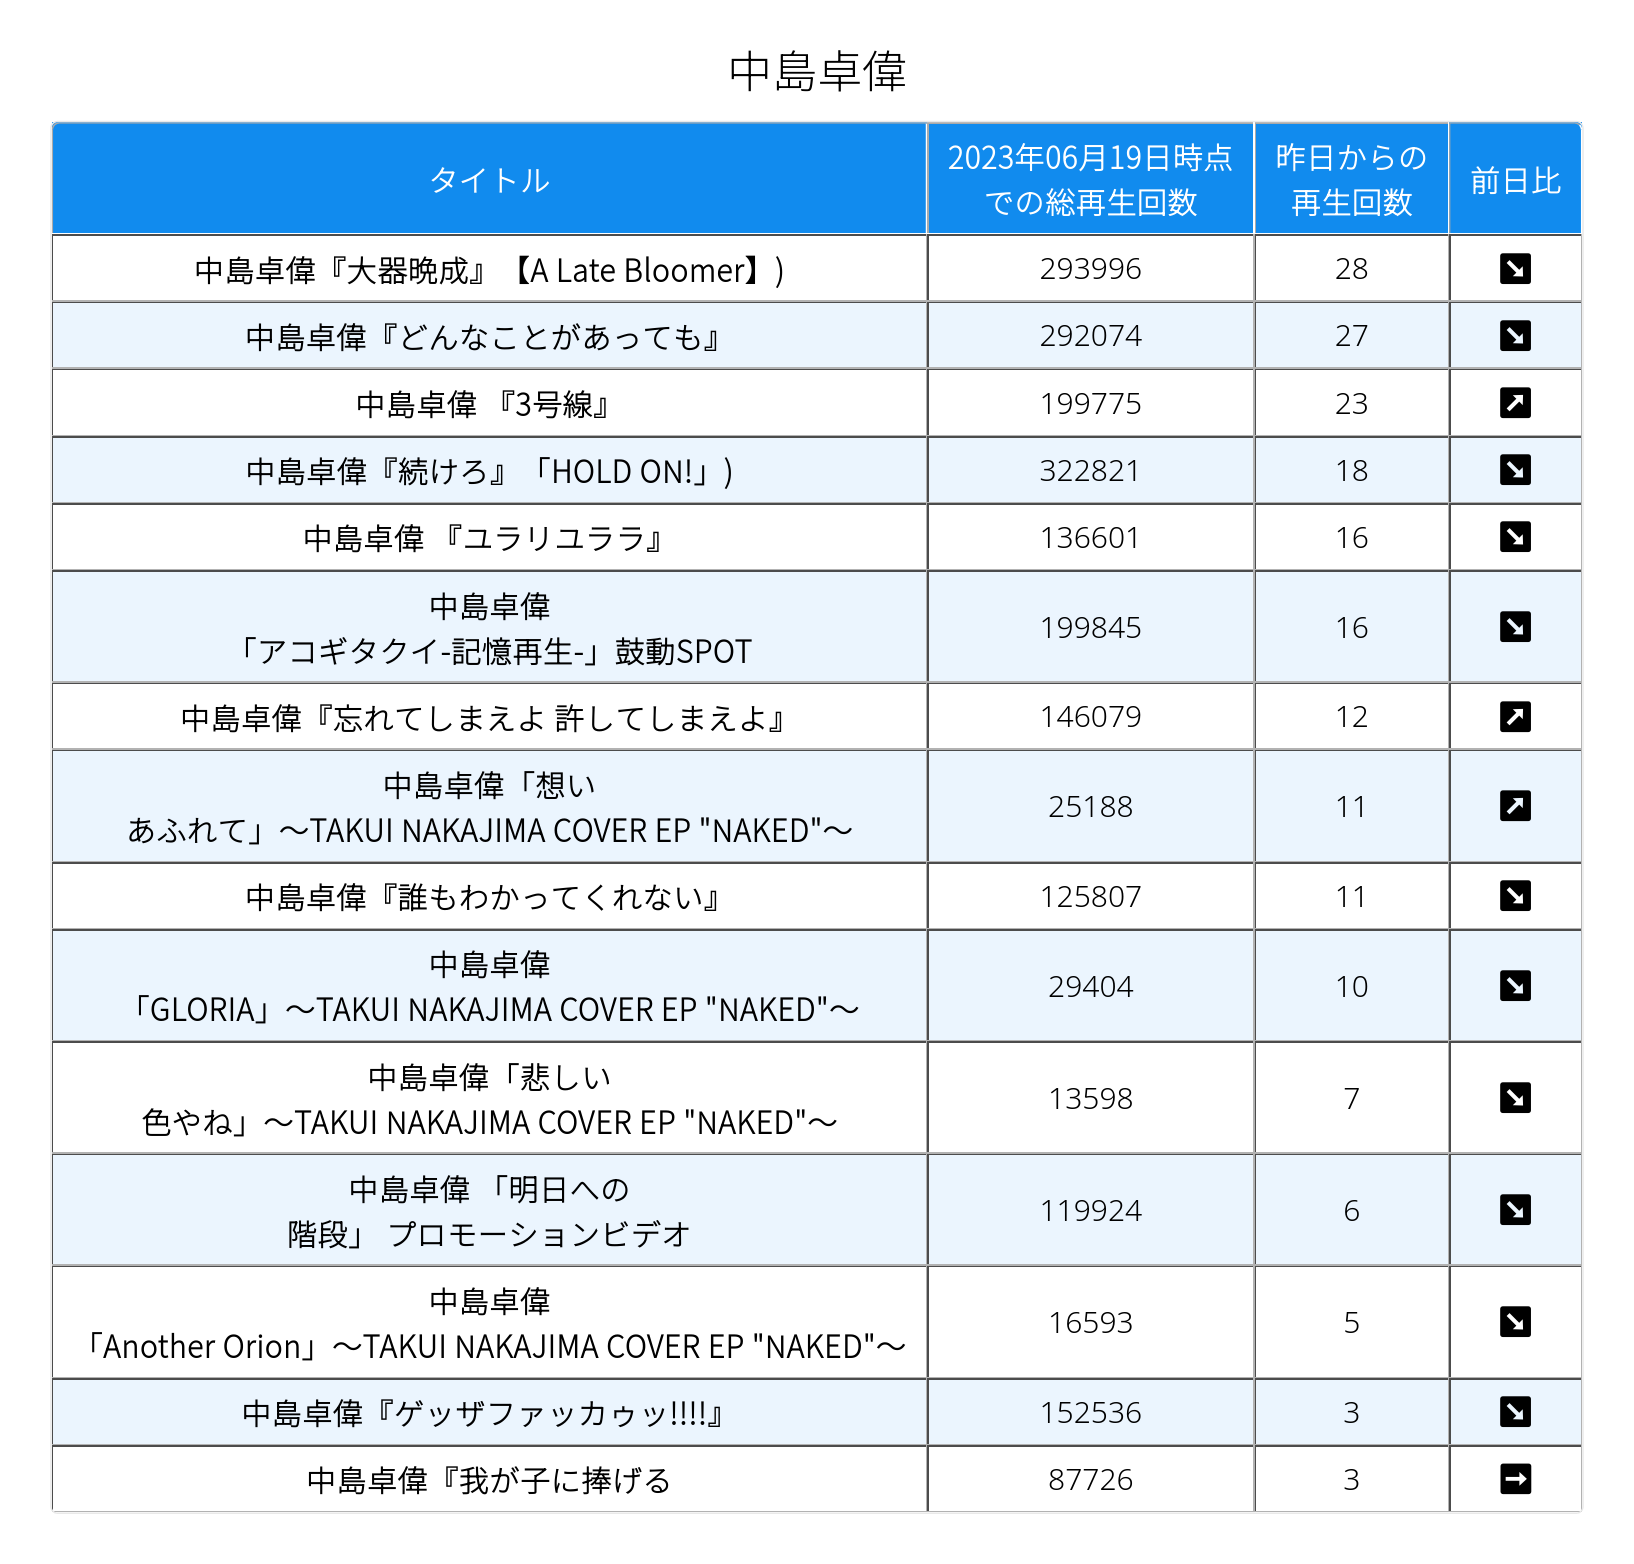 中島卓偉
タイトル
2023年06月19日時点
での総再生回数
昨日からの
再生回数
前日比
中島卓偉『大器晩成』【A Late Bloomer】)
293996
28
↘
中島卓偉『どんなことがあっても』
292074
27
↘
中島卓偉 『3号線』
199775
23
↗
中島卓偉『続けろ』「HOLD ON!」)
322821
18
↘
中島卓偉 『ユラリユララ』
136601
16
↘
中島卓偉
「アコギタクイ-記憶再生-」鼓動SPOT
199845
16
↘
中島卓偉『忘れてしまえよ 許してしまえよ』
146079
12
↗
中島卓偉「想い
あふれて」～TAKUI NAKAJIMA COVER EP "NAKED"～
25188
11
↗
中島卓偉『誰もわかってくれない』
125807
11
↘
中島卓偉
「GLORIA」～TAKUI NAKAJIMA COVER EP "NAKED"～
29404
10
↘
中島卓偉「悲しい
色やね」～TAKUI NAKAJIMA COVER EP "NAKED"～
13598
7
↘
中島卓偉 「明日への
階段」 プロモーションビデオ
119924
6
↘
中島卓偉
「Another Orion」～TAKUI NAKAJIMA COVER EP "NAKED"～
16593
5
↘
中島卓偉『ゲッザファッカゥッ!!!!』
152536
3
↘
中島卓偉『我が子に捧げる
87726
3
→